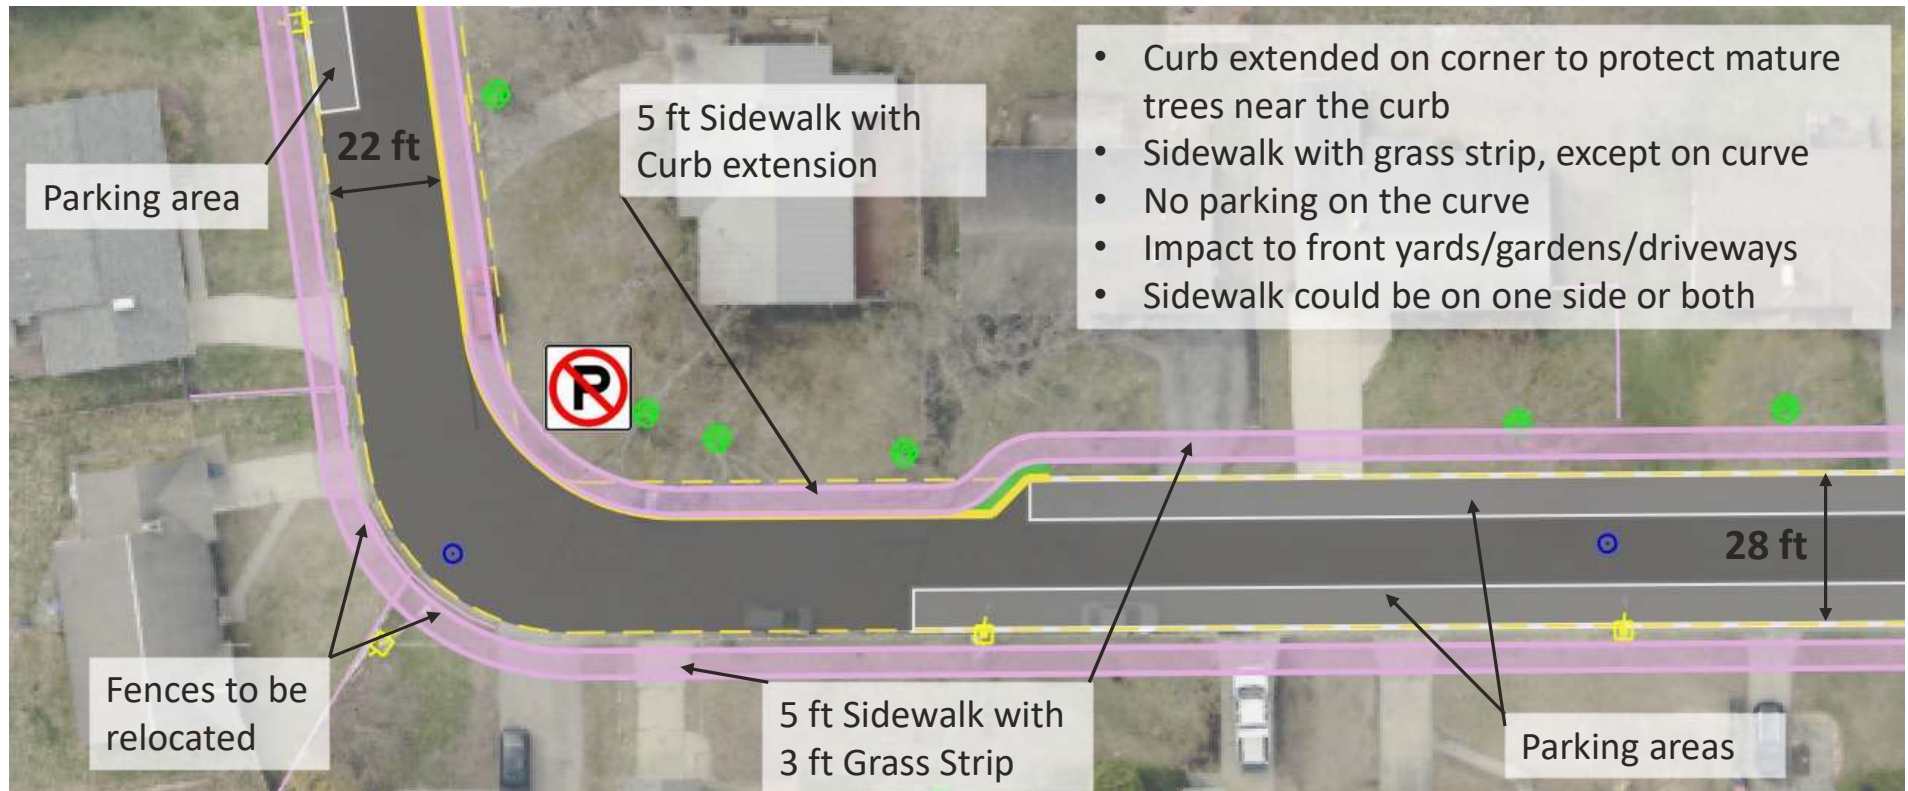 • Curb extended on corner to protect mature
trees near the curb
• Sidewalk with grass strip, except on curve
• No parking on the curve
• Impact to front yards/gardens/driveways
• Sidewalk could be on one side or both
5 ft Sidewalk with
Curb extension
22 ft
Parking area
P
28 ft
Fences to be
relocated
5 ft Sidewalk with
3 ft Grass Strip
Parking areas